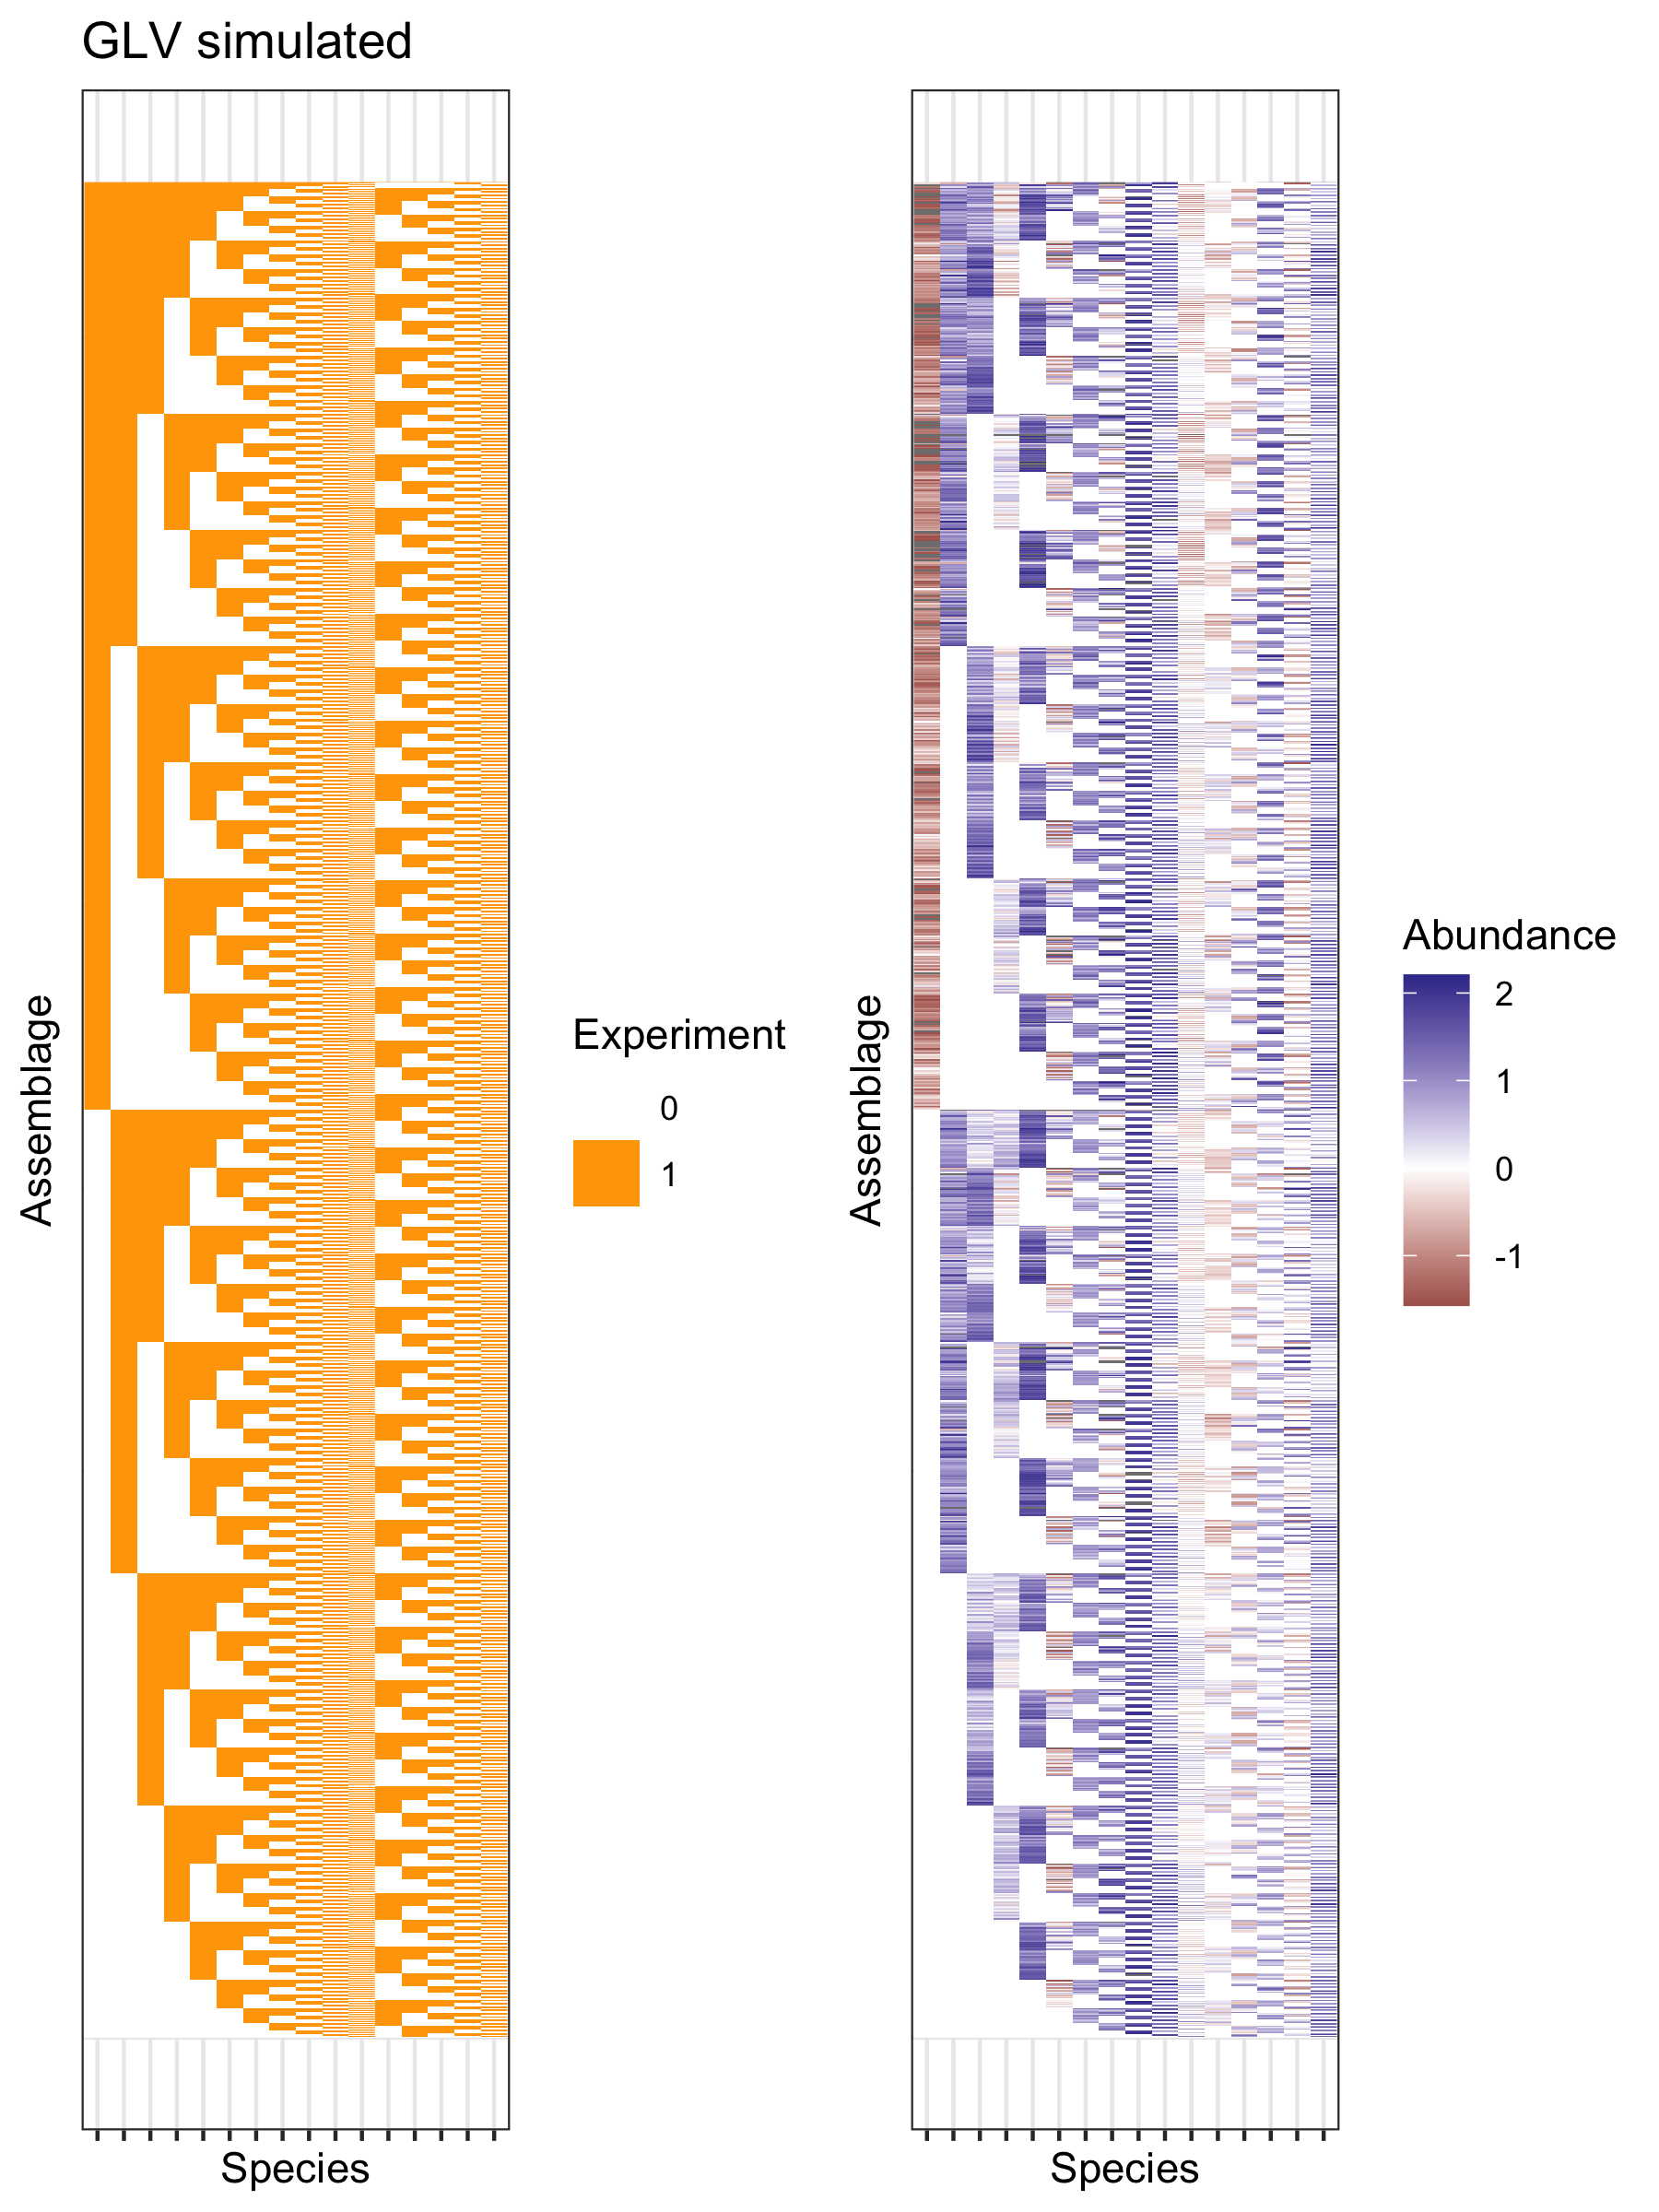 GLV simulated
Assemblage
Species
Experiment
0
1
Assemblage
Species
Abundance
2
1
0
-1